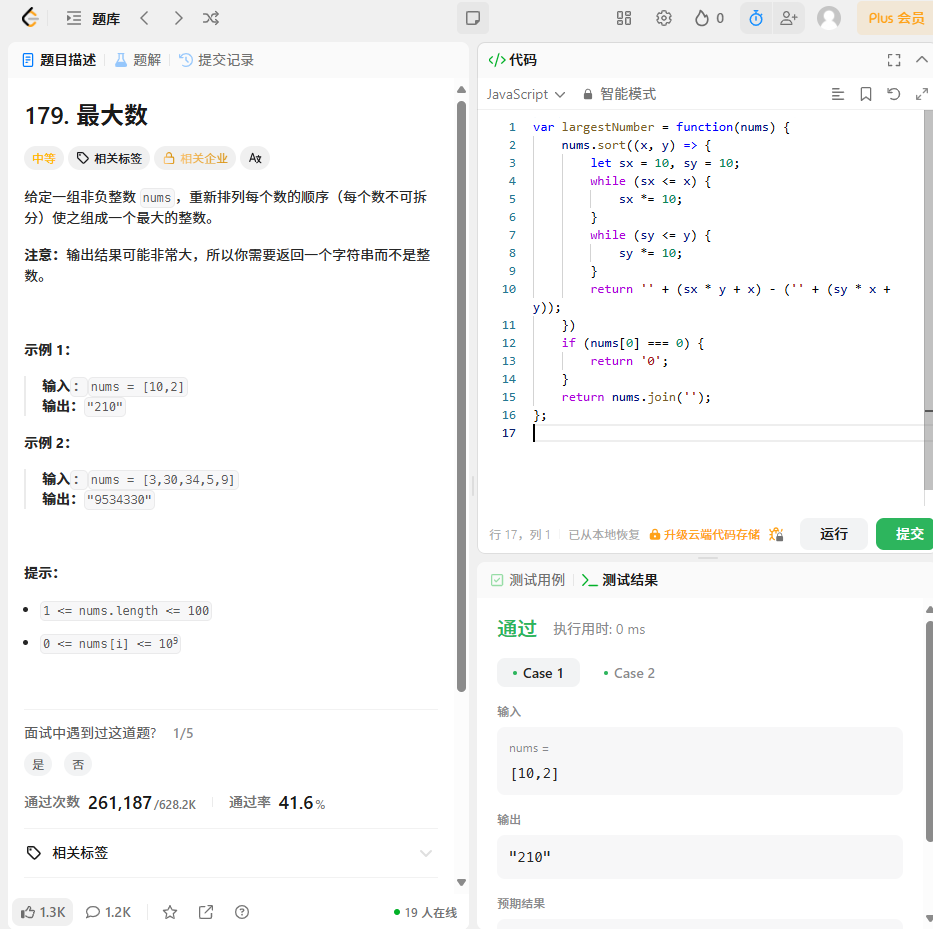 题库
0
Plus 会员
题目描述
题解
提交记录
179. 最大数
中等
相关标签
相关企业
给定一组非负整数 nums，重新排列每个数的顺序（每个数不可拆
分）使之组成一个最大的整数。
注意：输出结果可能非常大，所以你需要返回一个字符串而不是整
数。
示例 1：
输入：nums = [10,2]
输出："210"
示例 2：
输入：nums = [3,30,34,5,9]
输出："9534330"
提示：
1 <= nums.length <= 100
0 <= nums[i] <= 10⁹
面试中遇到过这道题? 1/5
是
否
通过次数 261,187/628.2K 通过率 41.6%
相关标签
1.3K
1.2K
19 人在线
代码
JavaScript
智能模式
1 var largestNumber = function(nums) {
2 nums.sort((x, y) => {
3 let sx = 10, sy = 10;
4 while (sx <= x) {
5 sx *= 10;
6 }
7 while (sy <= y) {
8 sy *= 10;
9 }
10 return '' + (sx * y + x) - ('' + (sy * x +
y));
11 })
12 if (nums[0] === 0) {
13 return '0';
14 }
15 return nums.join('');
16 };
17
行 17，列 1
已从本地恢复
升级云端代码存储
运行
提交
测试用例
测试结果
通过 执行用时: 0 ms
Case 1
Case 2
输入
nums =
[10,2]
输出
"210"
预期结果